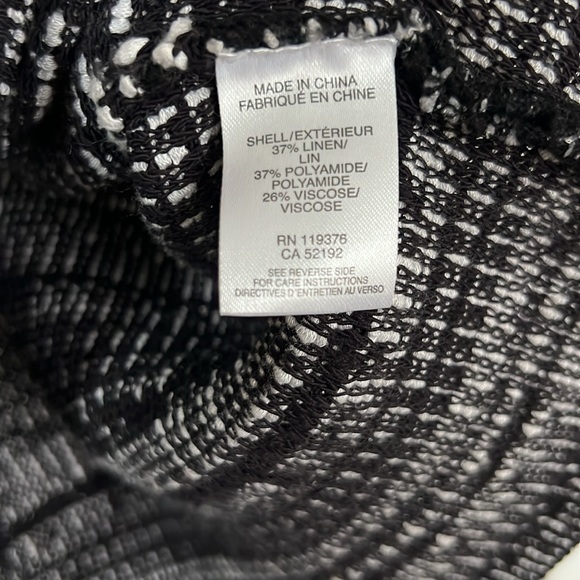 MADE IN CHINA
FABRIQUÉ EN CHINE
SHELL/EXTÉRIEUR
37% LINEN/
LIN
37% POLYAMIDE/
POLYAMIDE
26% VISCOSE/
VISCOSE
RN 119376
CA 52192
SEE REVERSE SIDE
FOR CARE INSTRUCTIONS
DIRECTIVES D'ENTRETIEN AU VERSO